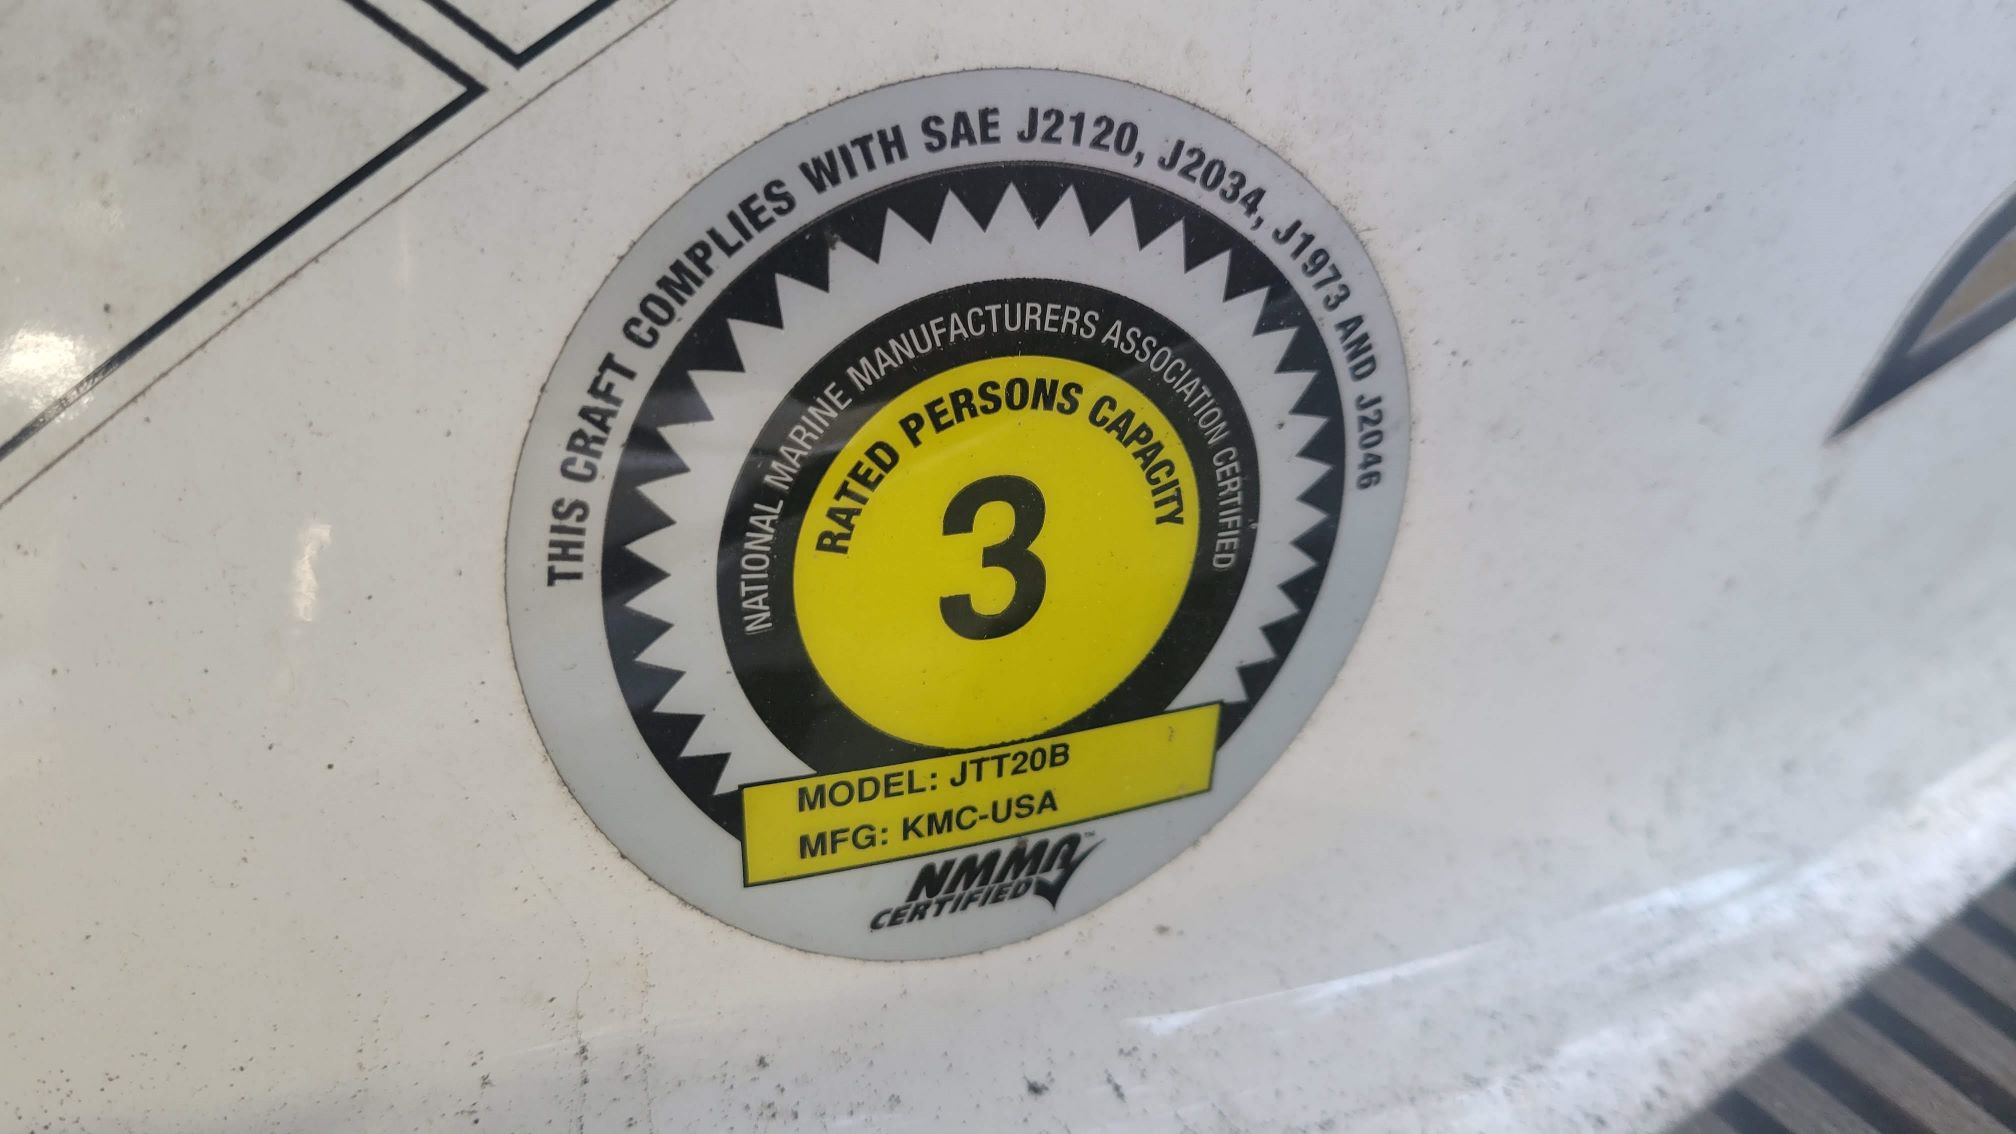 THIS CRAFT COMPLIES WITH SAE J2120, J2034, J1973 AND J2046
NATIONAL MARINE MANUFACTURERS ASSOCIATION CERTIFIED
RATED PERSONS CAPACITY
3
MODEL: JTT20B
MFG: KMC-USA
NMMA™
CERTIFIED